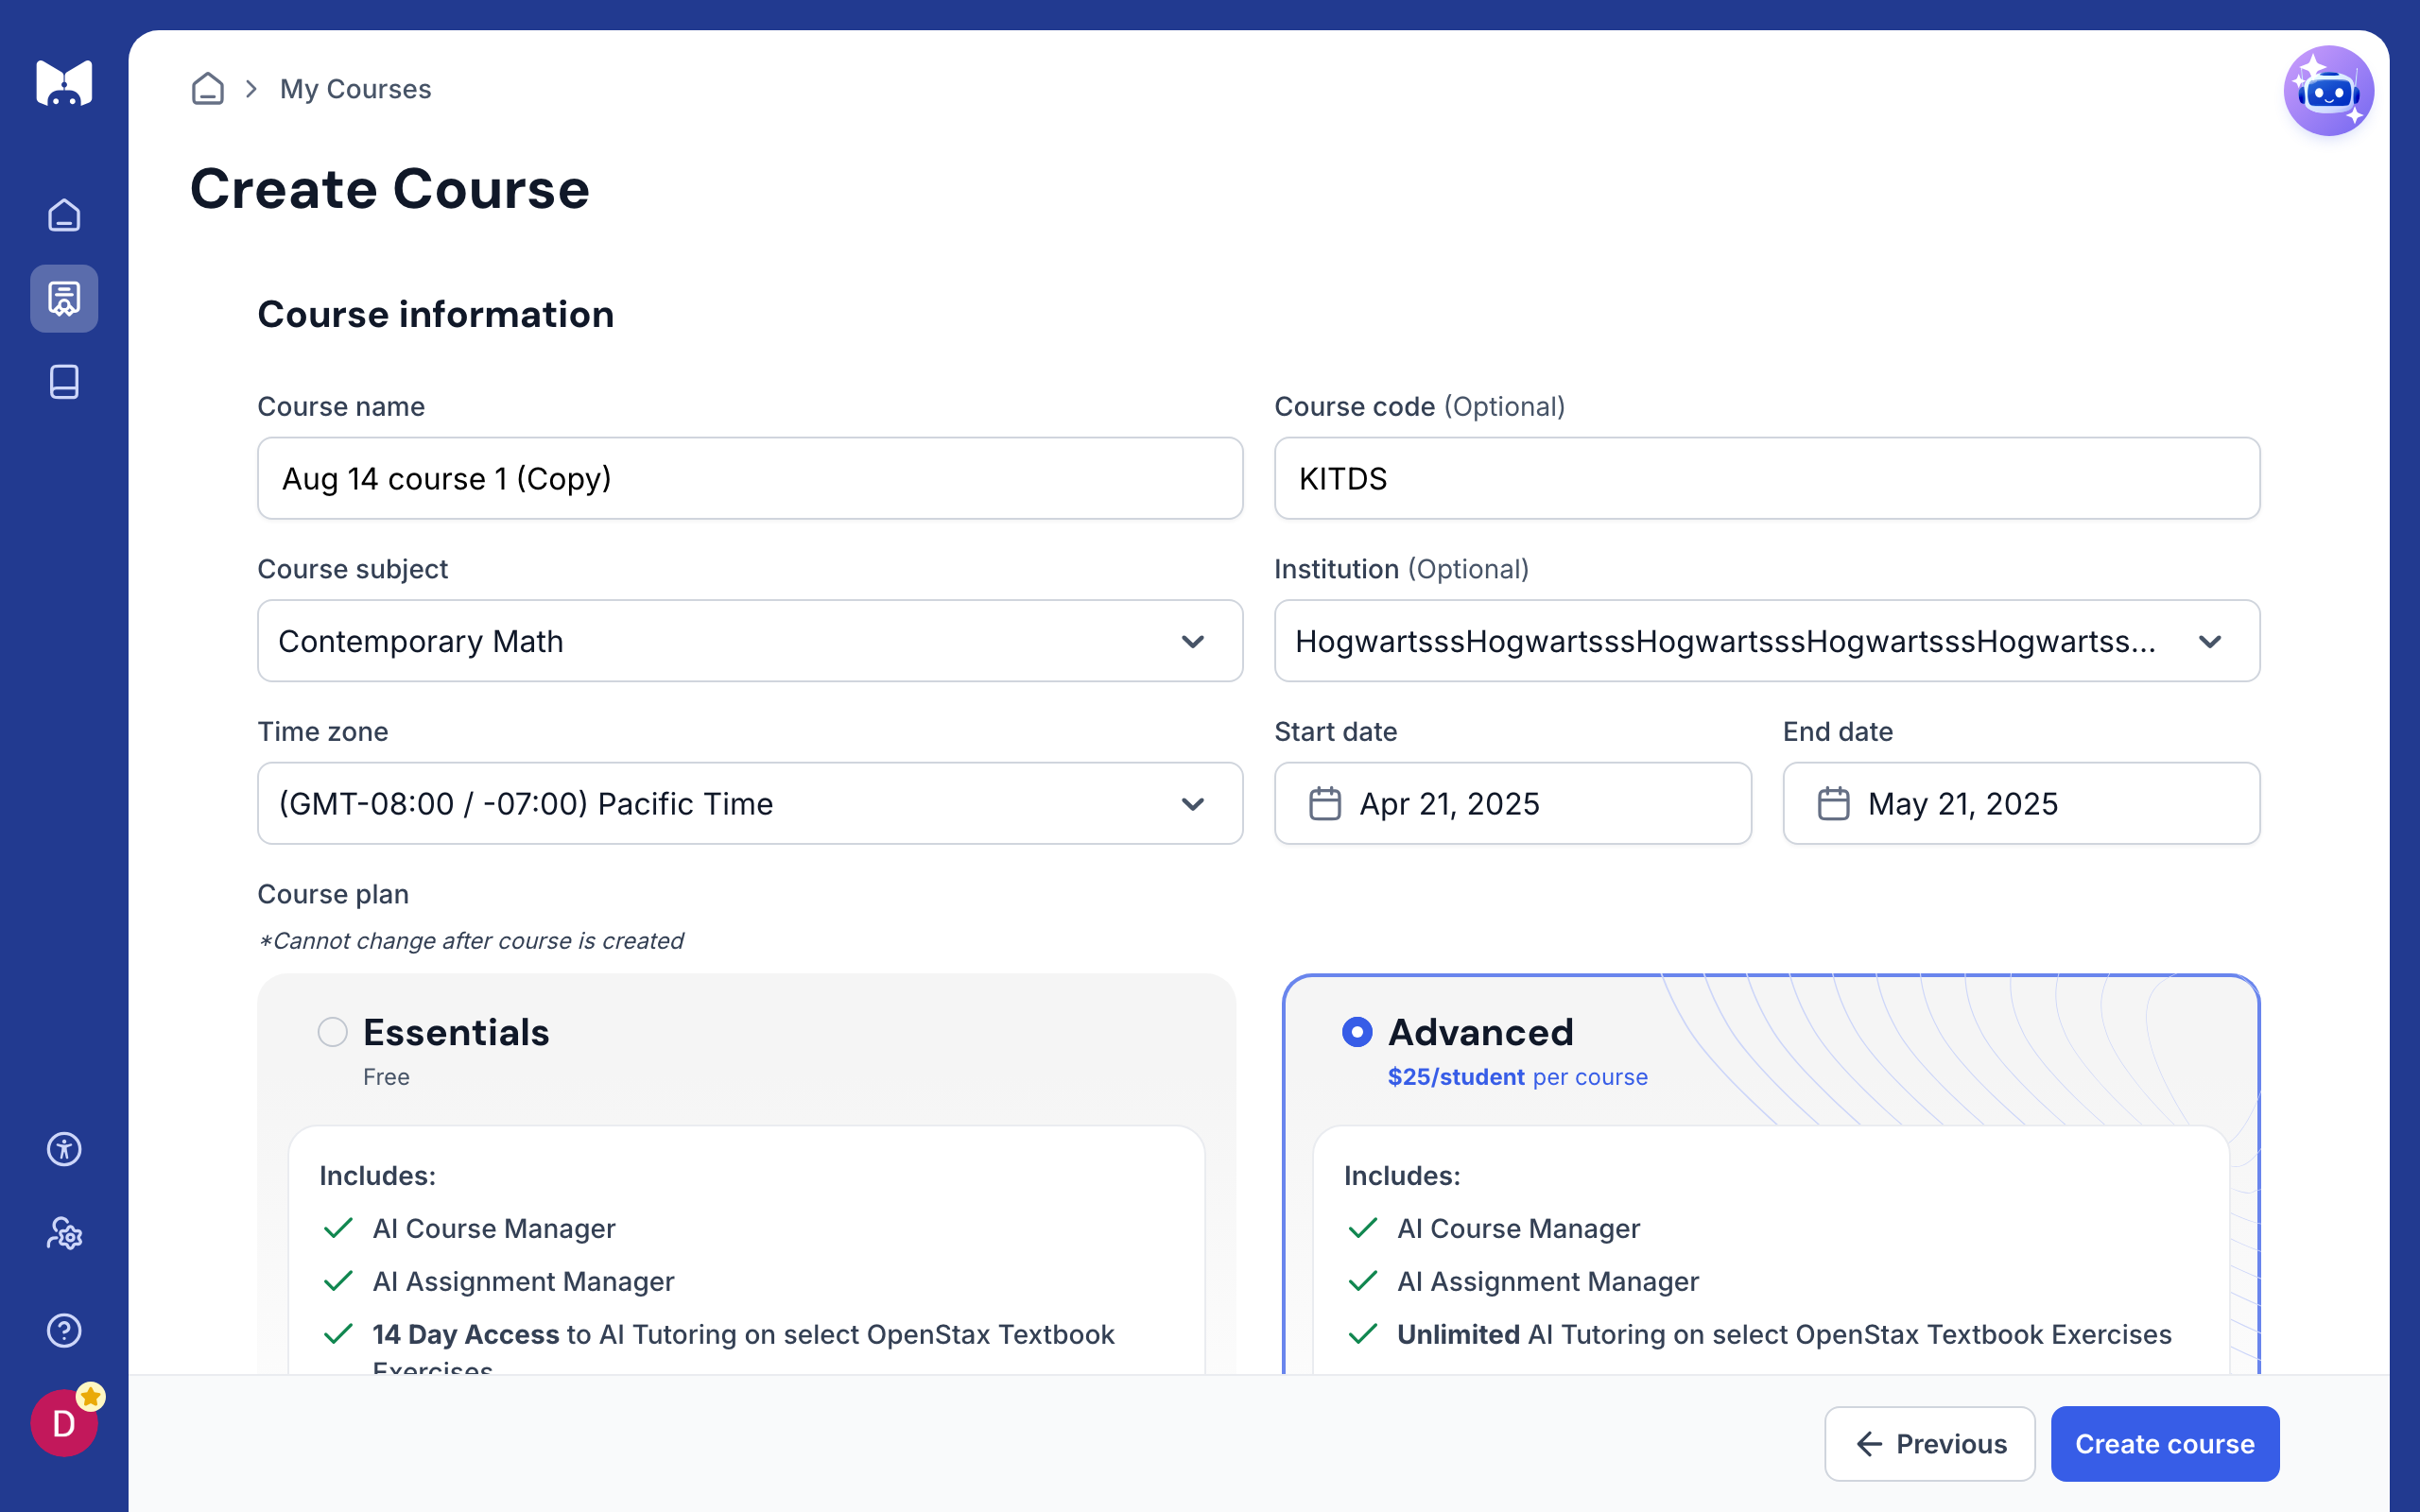 My Courses
Create Course
Course information
Course name
Course code (Optional)
Aug 14 course 1 (Copy)
KITDS
Course subject
Institution (Optional)
Contemporary Math
HogwartsssHogwartsssHogwartsssHogwartsssHogwartss...
Time zone
Start date
End date
(GMT-08:00 / -07:00) Pacific Time
Apr 21, 2025
May 21, 2025
Course plan
*Cannot change after course is created
Essentials
Free
Includes:
AI Course Manager
AI Assignment Manager
14 Day Access to AI Tutoring on select OpenStax Textbook
Exercises
Advanced
$25/student per course
Includes:
AI Course Manager
AI Assignment Manager
Unlimited AI Tutoring on select OpenStax Textbook Exercises
D
Previous
Create course